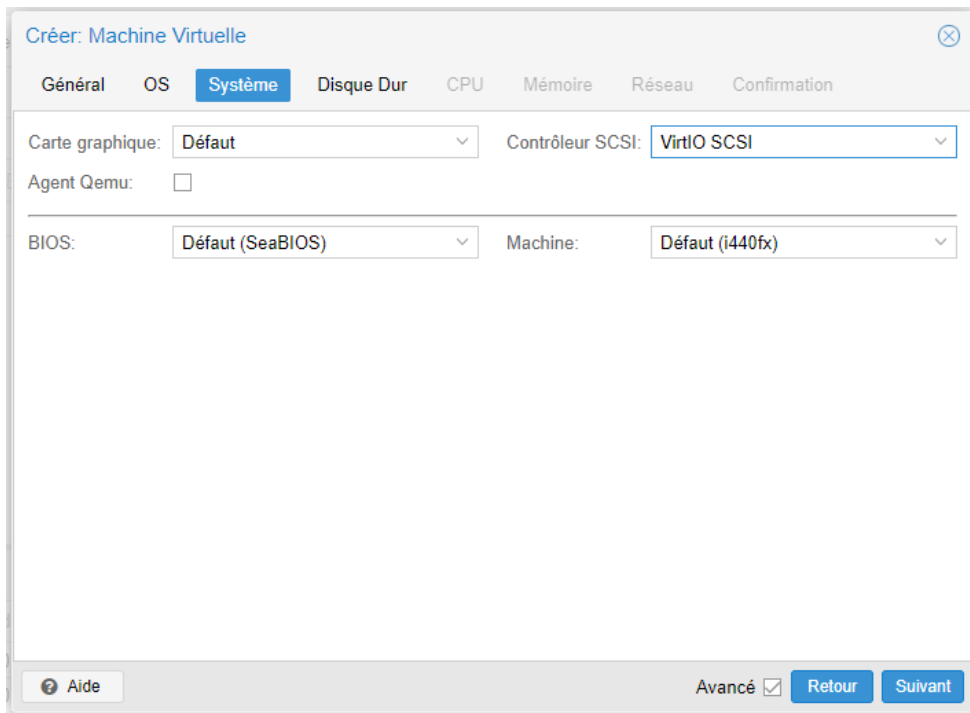 Créer: Machine Virtuelle
Général OS Système Disque Dur CPU Mémoire Réseau Confirmation
Carte graphique: Défaut Contrôleur SCSI: VirtIO SCSI
Agent Qemu:
BIOS: Défaut (SeaBIOS) Machine: Défaut (i440fx)
Aide Avancé Retour Suivant